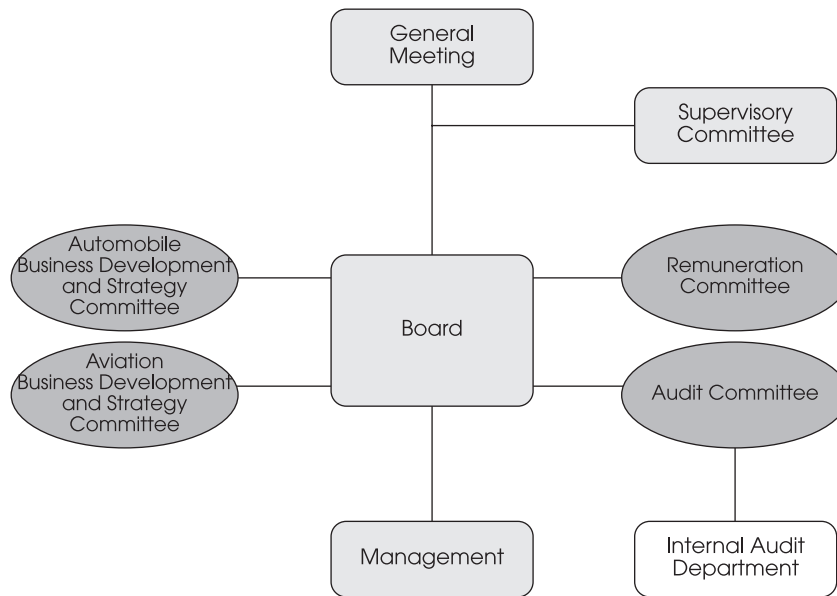 General
Meeting
Supervisory
Committee
Automobile
Business Development
and Strategy
Committee
Remuneration
Committee
Board
Aviation
Business Development
and Strategy
Committee
Audit Committee
Management
Internal Audit
Department